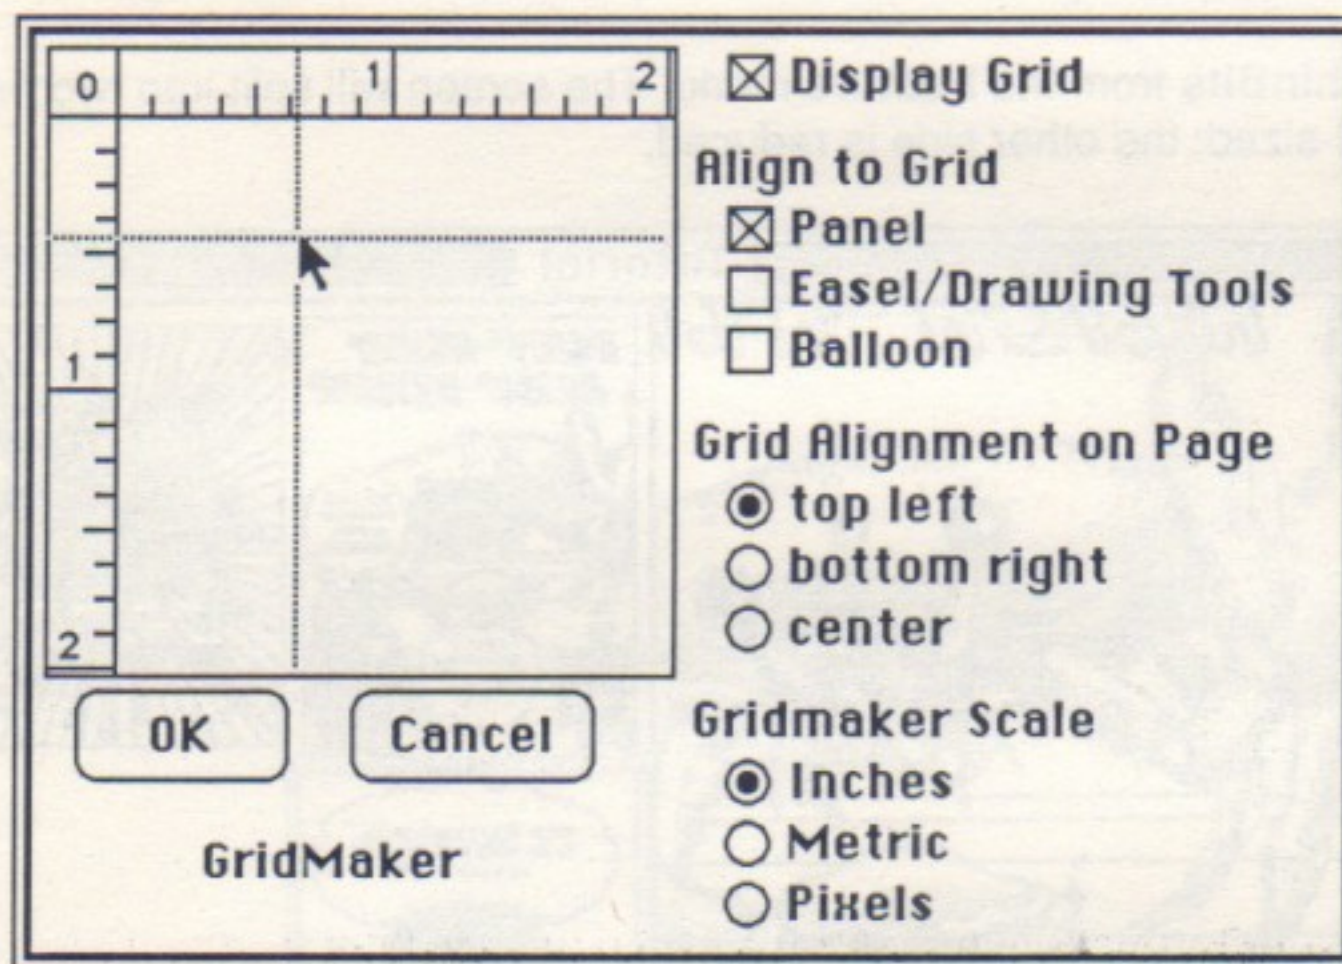 0 1 2
1
2
Display Grid
Align to Grid
Panel
Easel/Drawing Tools
Balloon
Grid Alignment on Page
top left
bottom right
center
OK Cancel
GridMaker
Gridmaker Scale
Inches
Metric
Pixels